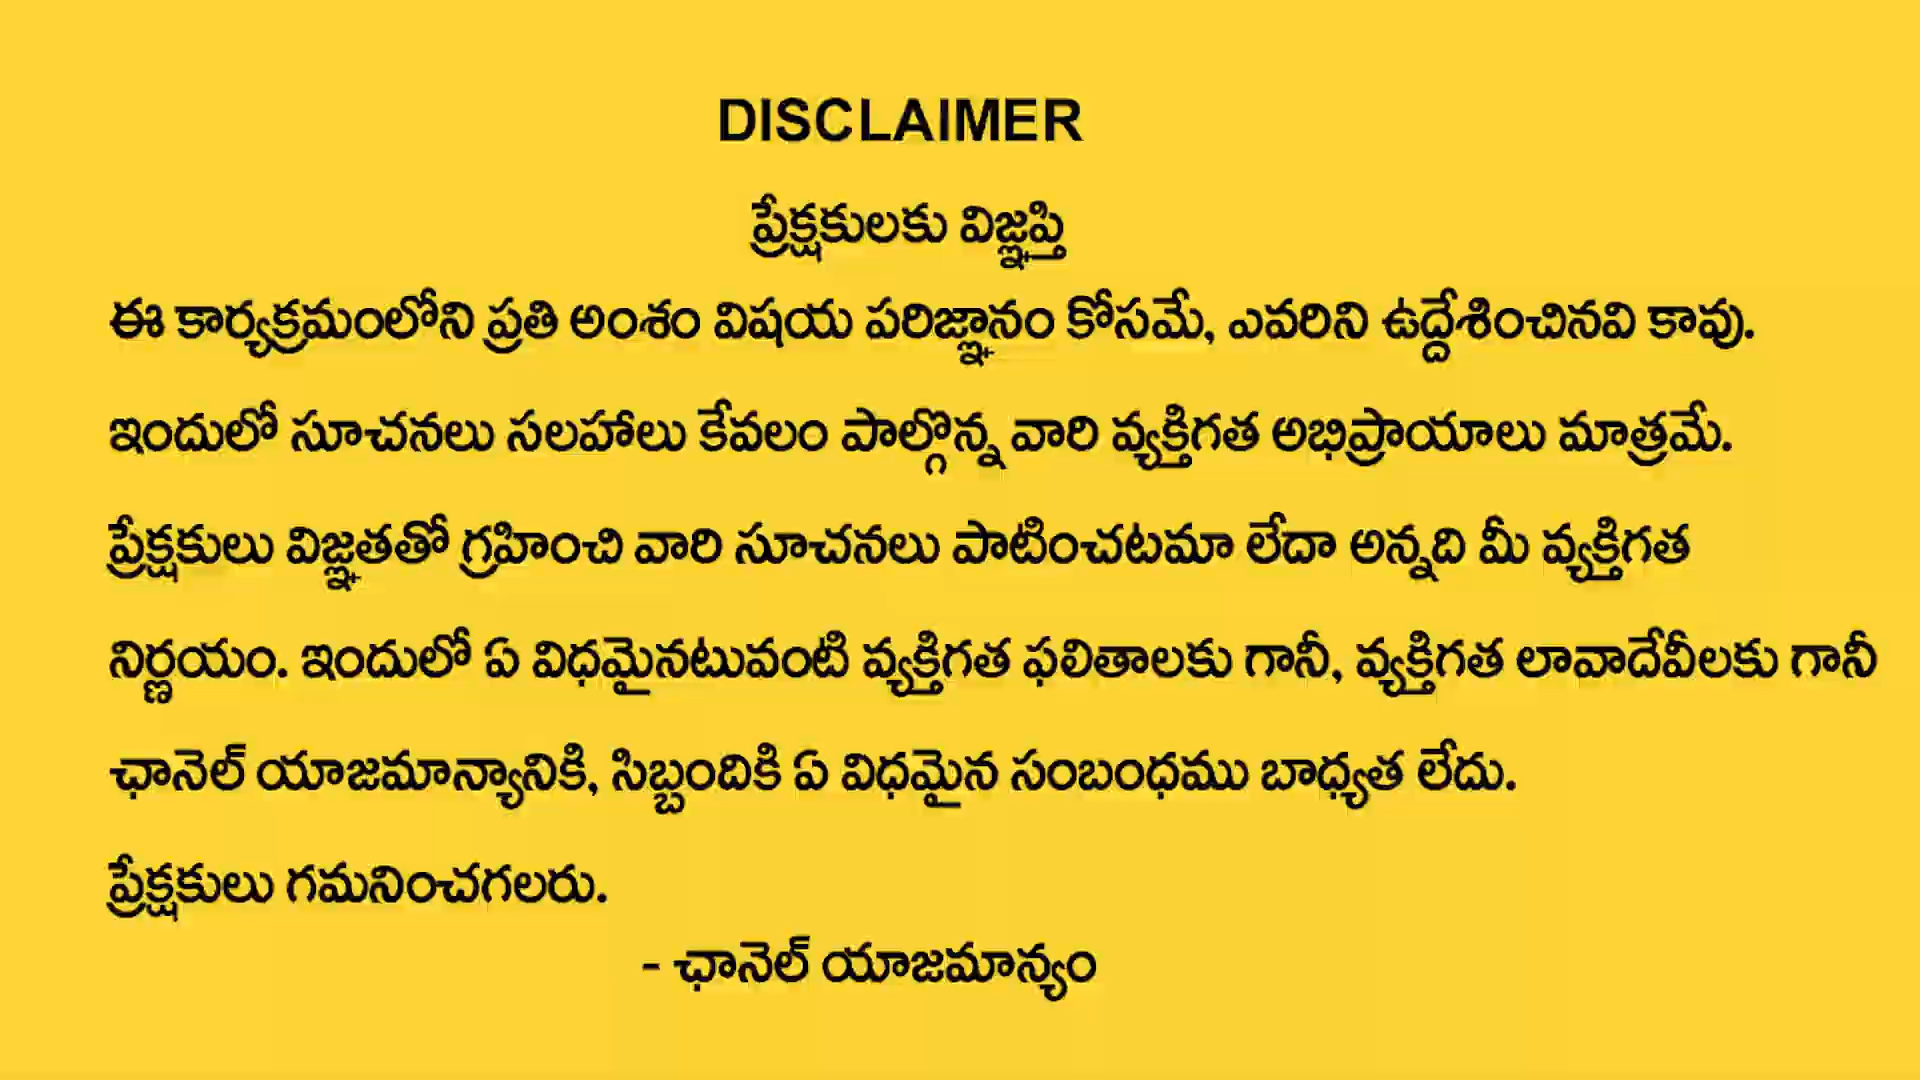 DISCLAIMER
ప్రేక్షకులకు విజ్ఞప్తి
ఈ కార్యక్రమంలోని ప్రతి అంశం విషయ పరిజ్ఞానం కోసమే, ఎవరిని ఉద్దేశించినవి కావు.
ఇందులో సూచనలు సలహాలు కేవలం పాల్గొన్న వారి వ్యక్తిగత అభిప్రాయాలు మాత్రమే.
ప్రేక్షకులు విజ్ఞతతో గ్రహించి వారి సూచనలు పాటించటమా లేదా అన్నది మీ వ్యక్తిగత
నిర్ణయం. ఇందులో ఏ విధమైనటువంటి వ్యక్తిగత ఫలితాలకు గానీ, వ్యక్తిగత లావాదేవీలకు గానీ
ఛానెల్ యాజమాన్యానికి, సిబ్బందికి ఏ విధమైన సంబంధము బాధ్యత లేదు.
ప్రేక్షకులు గమనించగలరు.
- ఛానెల్ యాజమాన్యం